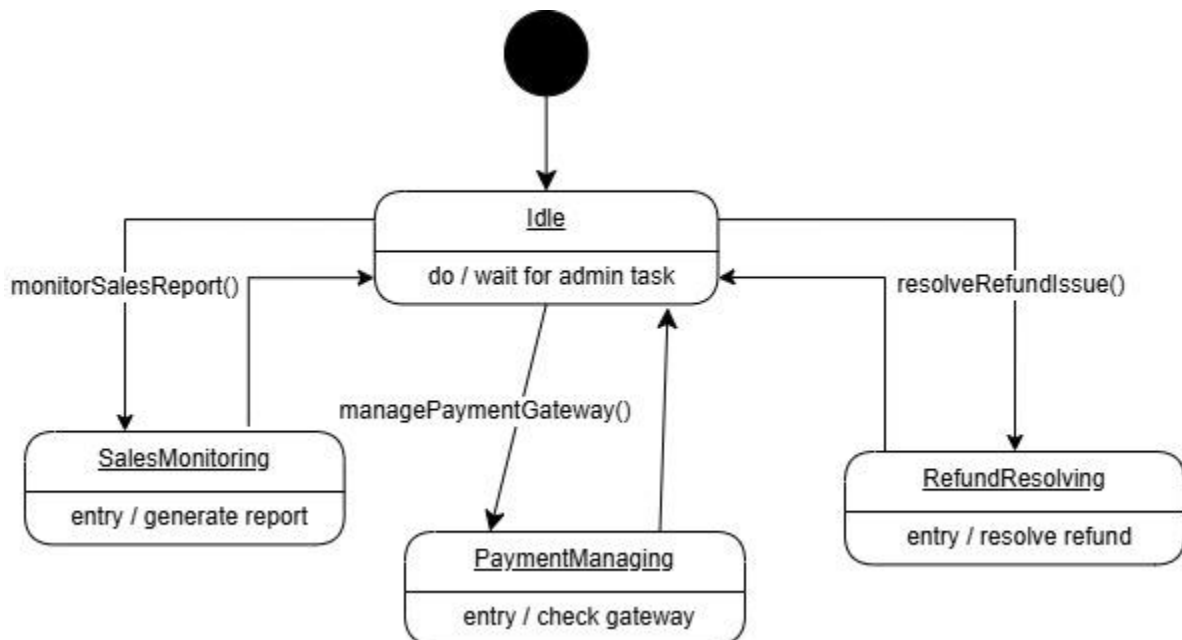 Idle
do / wait for admin task
monitorSalesReport()
resolveRefundIssue()
managePaymentGateway()
SalesMonitoring
entry / generate report
RefundResolving
entry / resolve refund
PaymentManaging
entry / check gateway